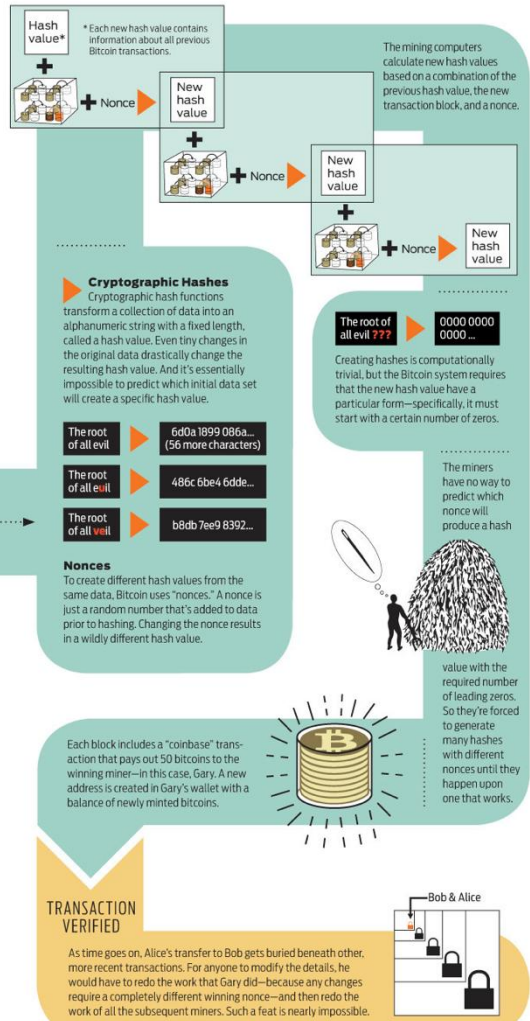 Hash
value*
* Each new hash value contains
information about all previous
Bitcoin transactions.
+
+ Nonce
New
hash
value
The mining computers
calculate new hash values
based on a combination of the
previous hash value, the new
transaction block, and a nonce.
+
+ Nonce
New
hash
value
+
+ Nonce
New
hash
value
Cryptographic Hashes
Cryptographic hash functions
transform a collection of data into an
alphanumeric string with a fixed length,
called a hash value. Even tiny changes in
the original data drastically change the
resulting hash value. And it's essentially
impossible to predict which initial data set
will create a specific hash value.
The root
of all evil
6d0a 1899 086a...
(56 more characters)
The root
of all euil
486c 6be4 6dde...
The root
of all veil
b8db 7ee9 8392...
Nonces
To create different hash values from the
same data, Bitcoin uses "nonces." A nonce is
just a random number that's added to data
prior to hashing. Changing the nonce results
in a wildly different hash value.
The root of
all evil ???
0000 0000
0000 ...
Creating hashes is computationally
trivial, but the Bitcoin system requires
that the new hash value have a
particular form—specifically, it must
start with a certain number of zeros.
The miners
have no way to
predict which
nonce will
produce a hash
value with the
required number
of leading zeros.
So they're forced
to generate
many hashes
with different
nonces until they
happen upon
one that works.
Each block includes a "coinbase" trans-
action that pays out 50 bitcoins to the
winning miner—in this case, Gary. A new
address is created in Gary's wallet with a
balance of newly minted bitcoins.
TRANSACTION
VERIFIED
As time goes on, Alice's transfer to Bob gets buried beneath other,
more recent transactions. For anyone to modify the details, he
would have to redo the work that Gary did—because any changes
require a completely different winning nonce—and then redo the
work of all the subsequent miners. Such a feat is nearly impossible.
Bob & Alice